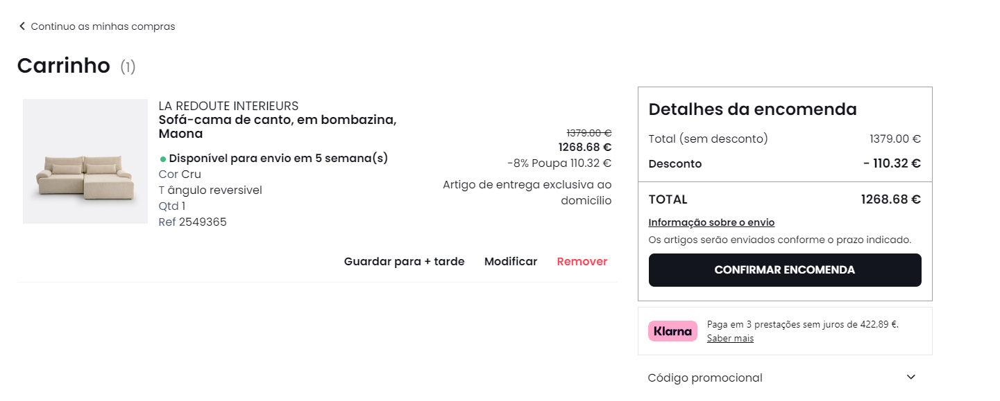 Continuo as minhas compras
Carrinho (1)
LA REDOUTE INTERIEURS
Sofá-cama de canto, em bombazina,
Maona
Disponível para envio em 5 semana(s)
Cor Cru
T ângulo reversivel
Qtd 1
Ref 2549365
1379.00 €
1268.68 €
-8% Poupa 110.32 €
Artigo de entrega exclusiva ao
domicílio
Guardar para + tarde Modificar Remover
Detalhes da encomenda
Total (sem desconto) 1379.00 €
Desconto - 110.32 €
TOTAL 1268.68 €
Informação sobre o envio
Os artigos serão enviados conforme o prazo indicado.
CONFIRMAR ENCOMENDA
Klarna
Paga em 3 prestações sem juros de 422,89 €.
Saber mais
Código promocional